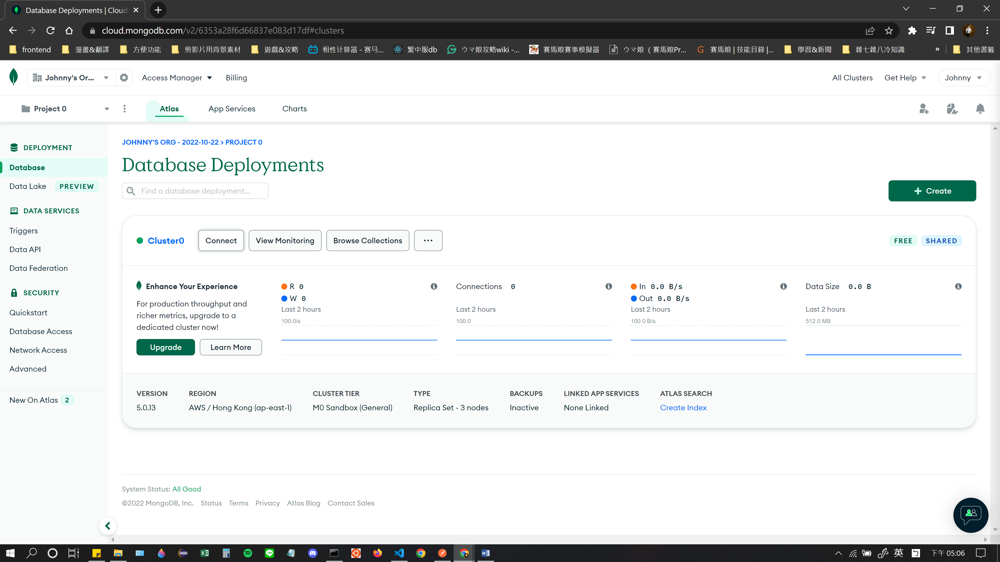 Database Deployments | Cloud
cloud.mongodb.com/v2/6353a28f6d66837e083d17df#clusters
frontend 漫畫&翻譯 方便功能 剪影片用背景素材 遊戲&攻略 相性计算器 - 赛马... 繁中服db ウマ娘攻略wiki -... 賽馬娘賽事模擬器 ウマ娘（賽馬娘Pr... 賽馬娘 | 技能目錄 |... 學習&新聞 雜七雜八冷知識 » 其他書籤
Johnny's Or... Access Manager Billing All Clusters Get Help Johnny
Project 0 Atlas App Services Charts
JOHNNY'S ORG - 2022-10-22 > PROJECT 0
Database Deployments
Find a database deployment...
+ Create
DEPLOYMENT
Database
Data Lake PREVIEW
DATA SERVICES
Triggers
Data API
Data Federation
SECURITY
Quickstart
Database Access
Network Access
Advanced
New On Atlas 2
Cluster0 Connect View Monitoring Browse Collections ... FREE SHARED
Enhance Your Experience
For production throughput and
richer metrics, upgrade to a
dedicated cluster now!
Upgrade Learn More
R 0
W 0
Last 2 hours
100.0/s
Connections 0
Last 2 hours
100.0
In 0.0 B/s
Out 0.0 B/s
Last 2 hours
100.0 B/s
Data Size 0.0 B
Last 2 hours
512.0 MB
VERSION REGION CLUSTER TIER TYPE BACKUPS LINKED APP SERVICES ATLAS SEARCH
5.0.13 AWS / Hong Kong (ap-east-1) M0 Sandbox (General) Replica Set - 3 nodes Inactive None Linked Create Index
System Status: All Good
©2022 MongoDB, Inc. Status Terms Privacy Atlas Blog Contact Sales
英 ㄅ 下午 05:06